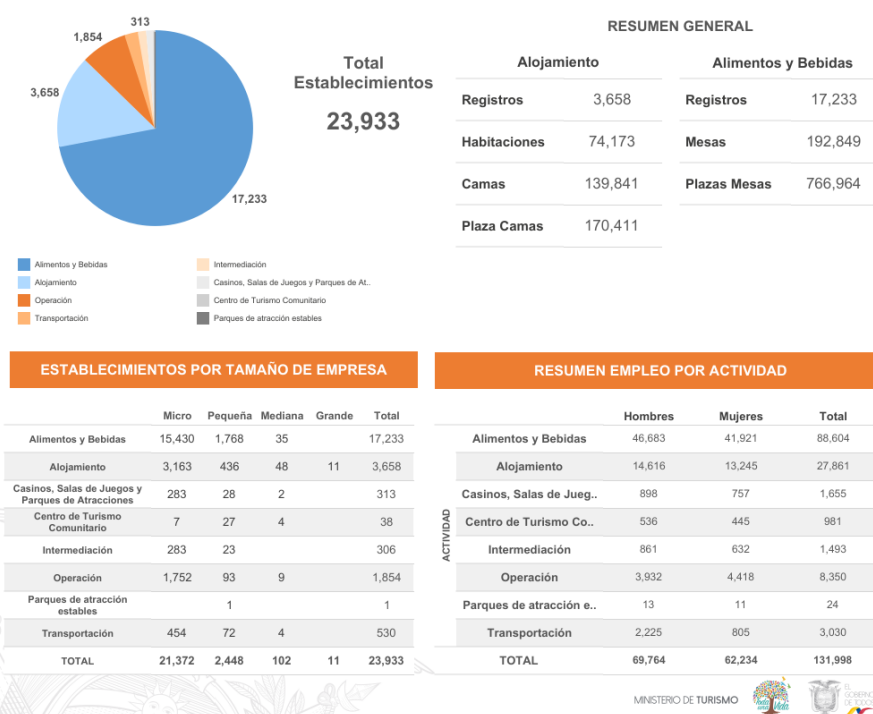 313
1,854
3,658
17,233
Total
Establecimientos
23,933
Alimentos y Bebidas
Alojamiento
Operación
Transportación
Intermediación
Casinos, Salas de Juegos y Parques de At..
Centro de Turismo Comunitario
Parques de atracción estables
RESUMEN GENERAL
Alojamiento
Registros 3,658
Habitaciones 74,173
Camas 139,841
Plaza Camas 170,411
Alimentos y Bebidas
Registros 17,233
Mesas 192,849
Plazas Mesas 766,964
ESTABLECIMIENTOS POR TAMAÑO DE EMPRESA
Micro Pequeña Mediana Grande Total
Alimentos y Bebidas 15,430 1,768 35 17,233
Alojamiento 3,163 436 48 11 3,658
Casinos, Salas de Juegos y
Parques de Atracciones 283 28 2 313
Centro de Turismo
Comunitario 7 27 4 38
Intermediación 283 23 306
Operación 1,752 93 9 1,854
Parques de atracción
estables 1 1
Transportación 454 72 4 530
TOTAL 21,372 2,448 102 11 23,933
RESUMEN EMPLEO POR ACTIVIDAD
Hombres Mujeres Total
ACTIVIDAD
Alimentos y Bebidas 46,683 41,921 88,604
Alojamiento 14,616 13,245 27,861
Casinos, Salas de Jueg.. 898 757 1,655
Centro de Turismo Co.. 536 445 981
Intermediación 861 632 1,493
Operación 3,932 4,418 8,350
Parques de atracción e.. 13 11 24
Transportación 2,225 805 3,030
TOTAL 69,764 62,234 131,998
MINISTERIO DE TURISMO
Toda
una Vida
EL
GOBIERNO
DE TODOS